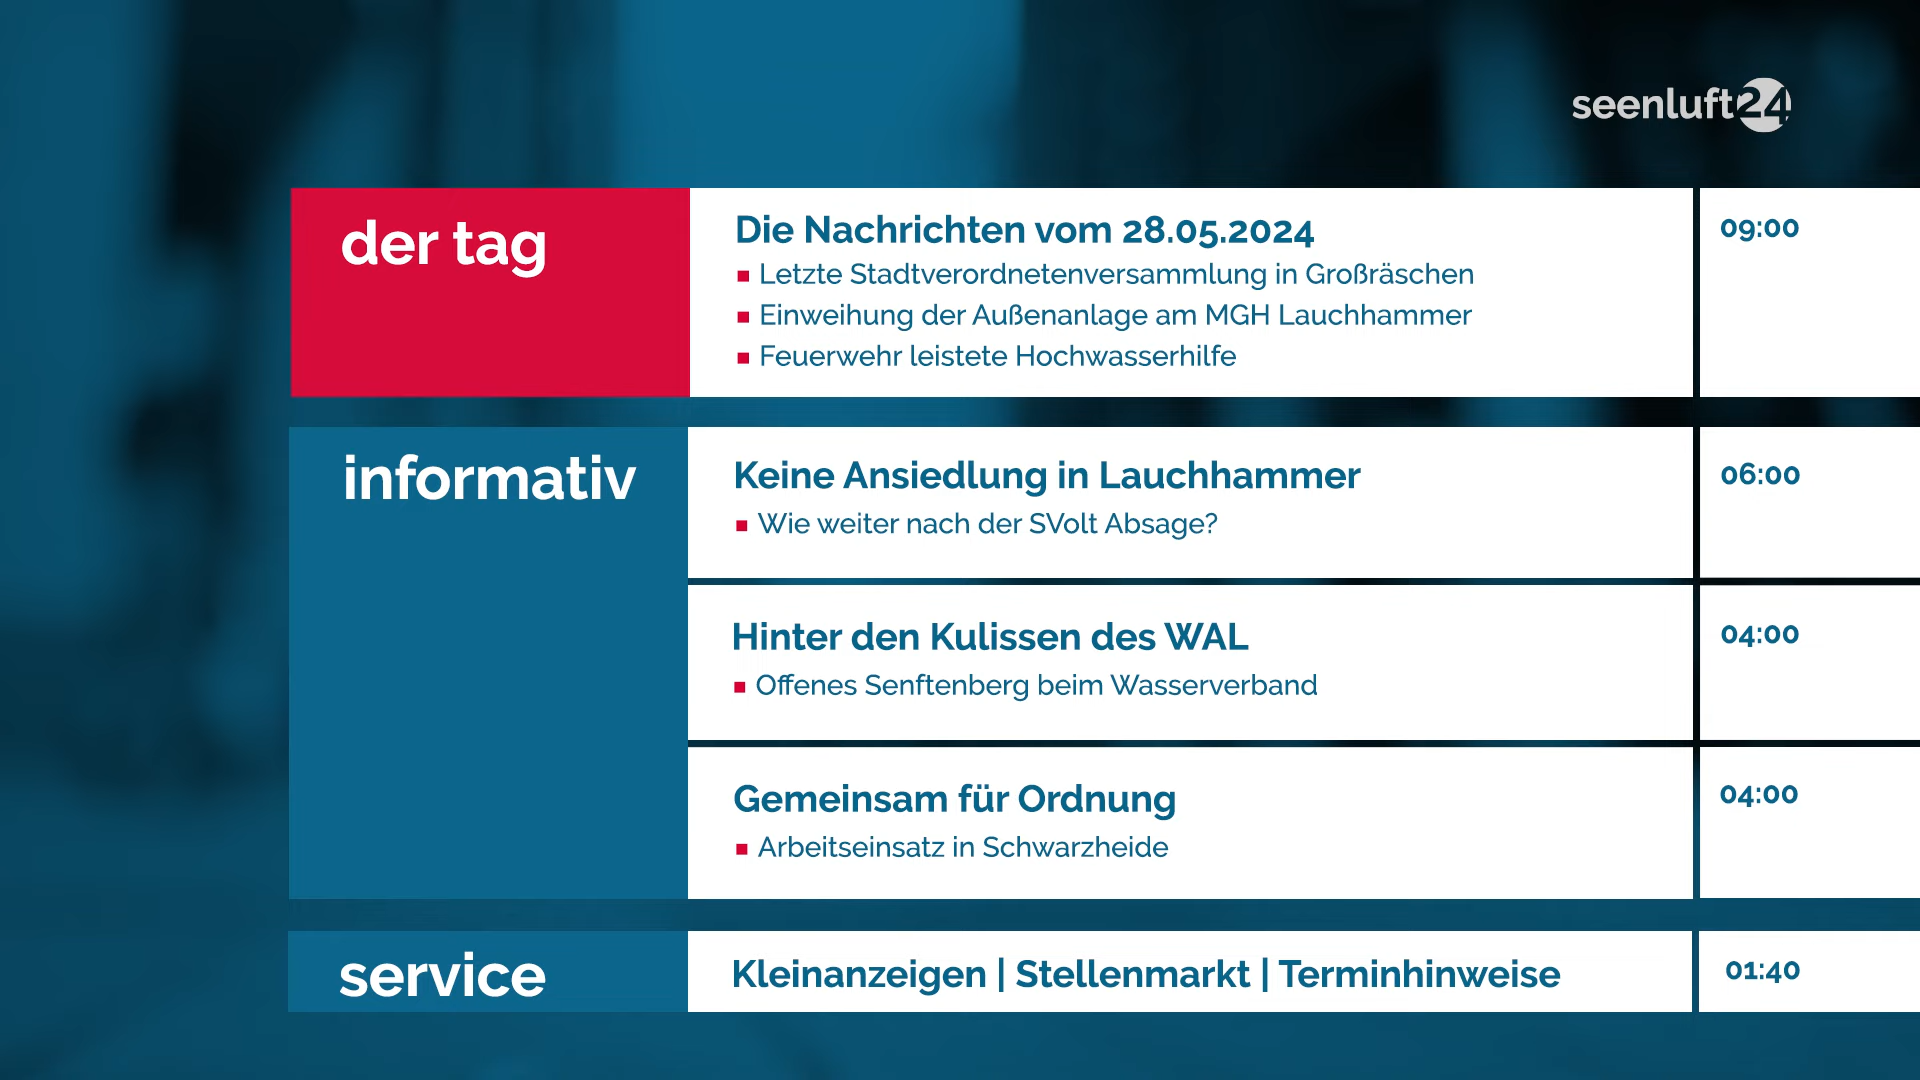 seenluft24
der tag
Die Nachrichten vom 28.05.2024
09:00
Letzte Stadtverordnetenversammlung in Großräschen
Einweihung der Außenanlage am MGH Lauchhammer
Feuerwehr leistete Hochwasserhilfe
informativ
Keine Ansiedlung in Lauchhammer
06:00
Wie weiter nach der SVolt Absage?
Hinter den Kulissen des WAL
04:00
Offenes Senftenberg beim Wasserverband
Gemeinsam für Ordnung
04:00
Arbeitseinsatz in Schwarzheide
service
Kleinanzeigen | Stellenmarkt | Terminhinweise
01:40